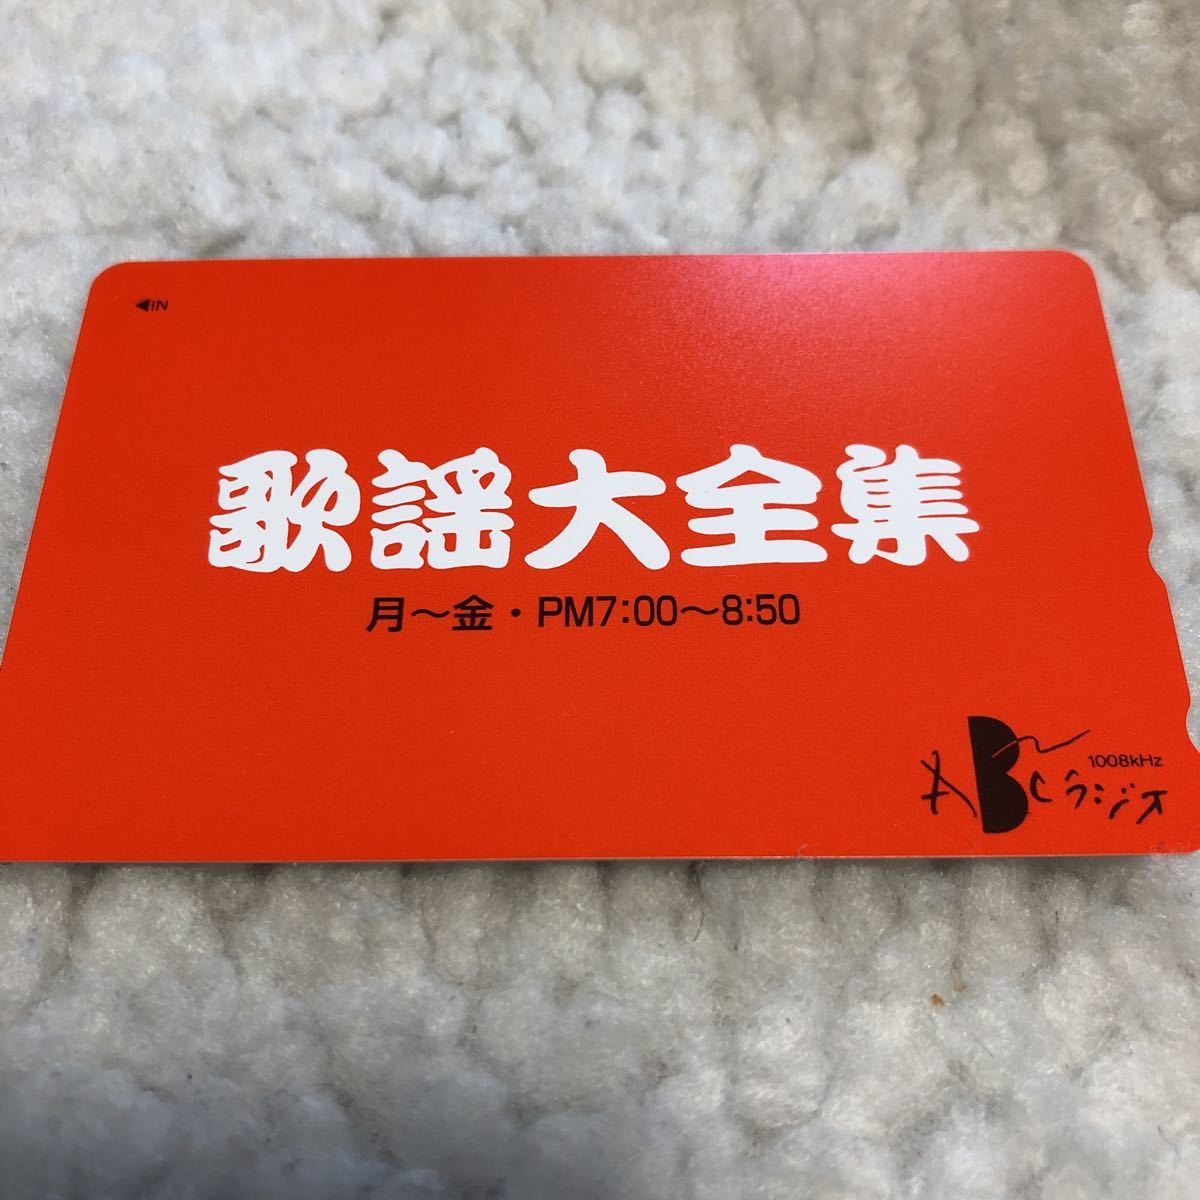 ◀IN
歌謡大全集
月〜金・PM7:00〜8:50
1008kHz
ABCラジオ